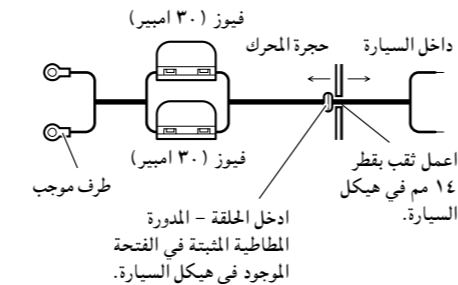 فيوز (٣٠ امبير)
داخل السيارة
حجرة المحرك
فيوز (٣٠ امبير)
طرف موجب
اعمل ثقب بقطر
١٤ مم في هيكل
السيارة.
ادخل الحلقة – المدورة
المطاطية المثبتة في الفتحة
الموجود في هيكل السيارة.